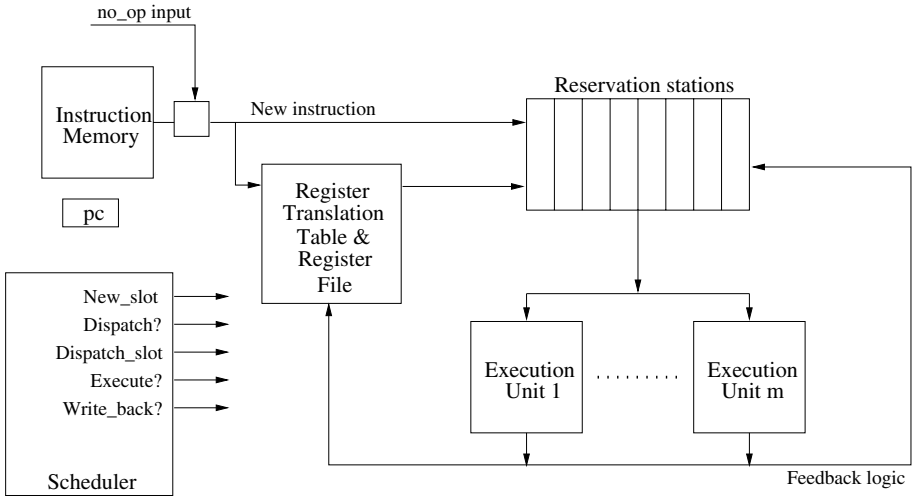 no_op input
Instruction
Memory
New instruction
Reservation stations
pc
Register
Translation
Table &
Register
File
New_slot
Dispatch?
Dispatch_slot
Execute?
Write_back?
Scheduler
Execution
Unit 1
Execution
Unit m
Feedback logic